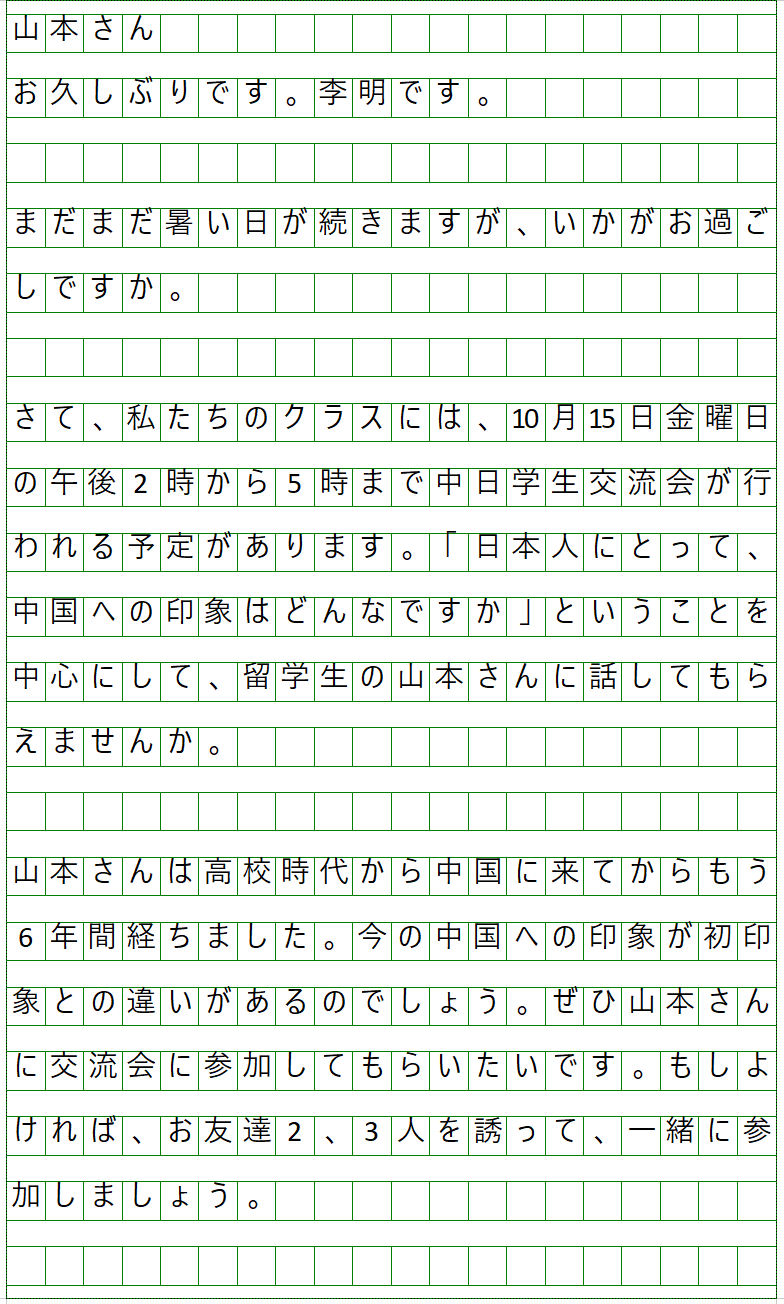 山本さん
お久しぶりです。李明です。
まだまだ暑い日が続きますが、いかがお過ご
しですか。
さて、私たちのクラスには、10月15日金曜日
の午後2時から5時まで中日学生交流会が行
われる予定があります。「日本人にとって、
中国への印象はどんなですか」ということを
中心にして、留学生の山本さんに話してもら
えませんか。
山本さんは高校時代から中国に来てからもう
6年間経ちました。今の中国への印象が初印
象との違いがあるのでしょう。ぜひ山本さん
に交流会に参加してもらいたいです。もしよ
ければ、お友達2、3人を誘って、一緒に参
加しましょう。